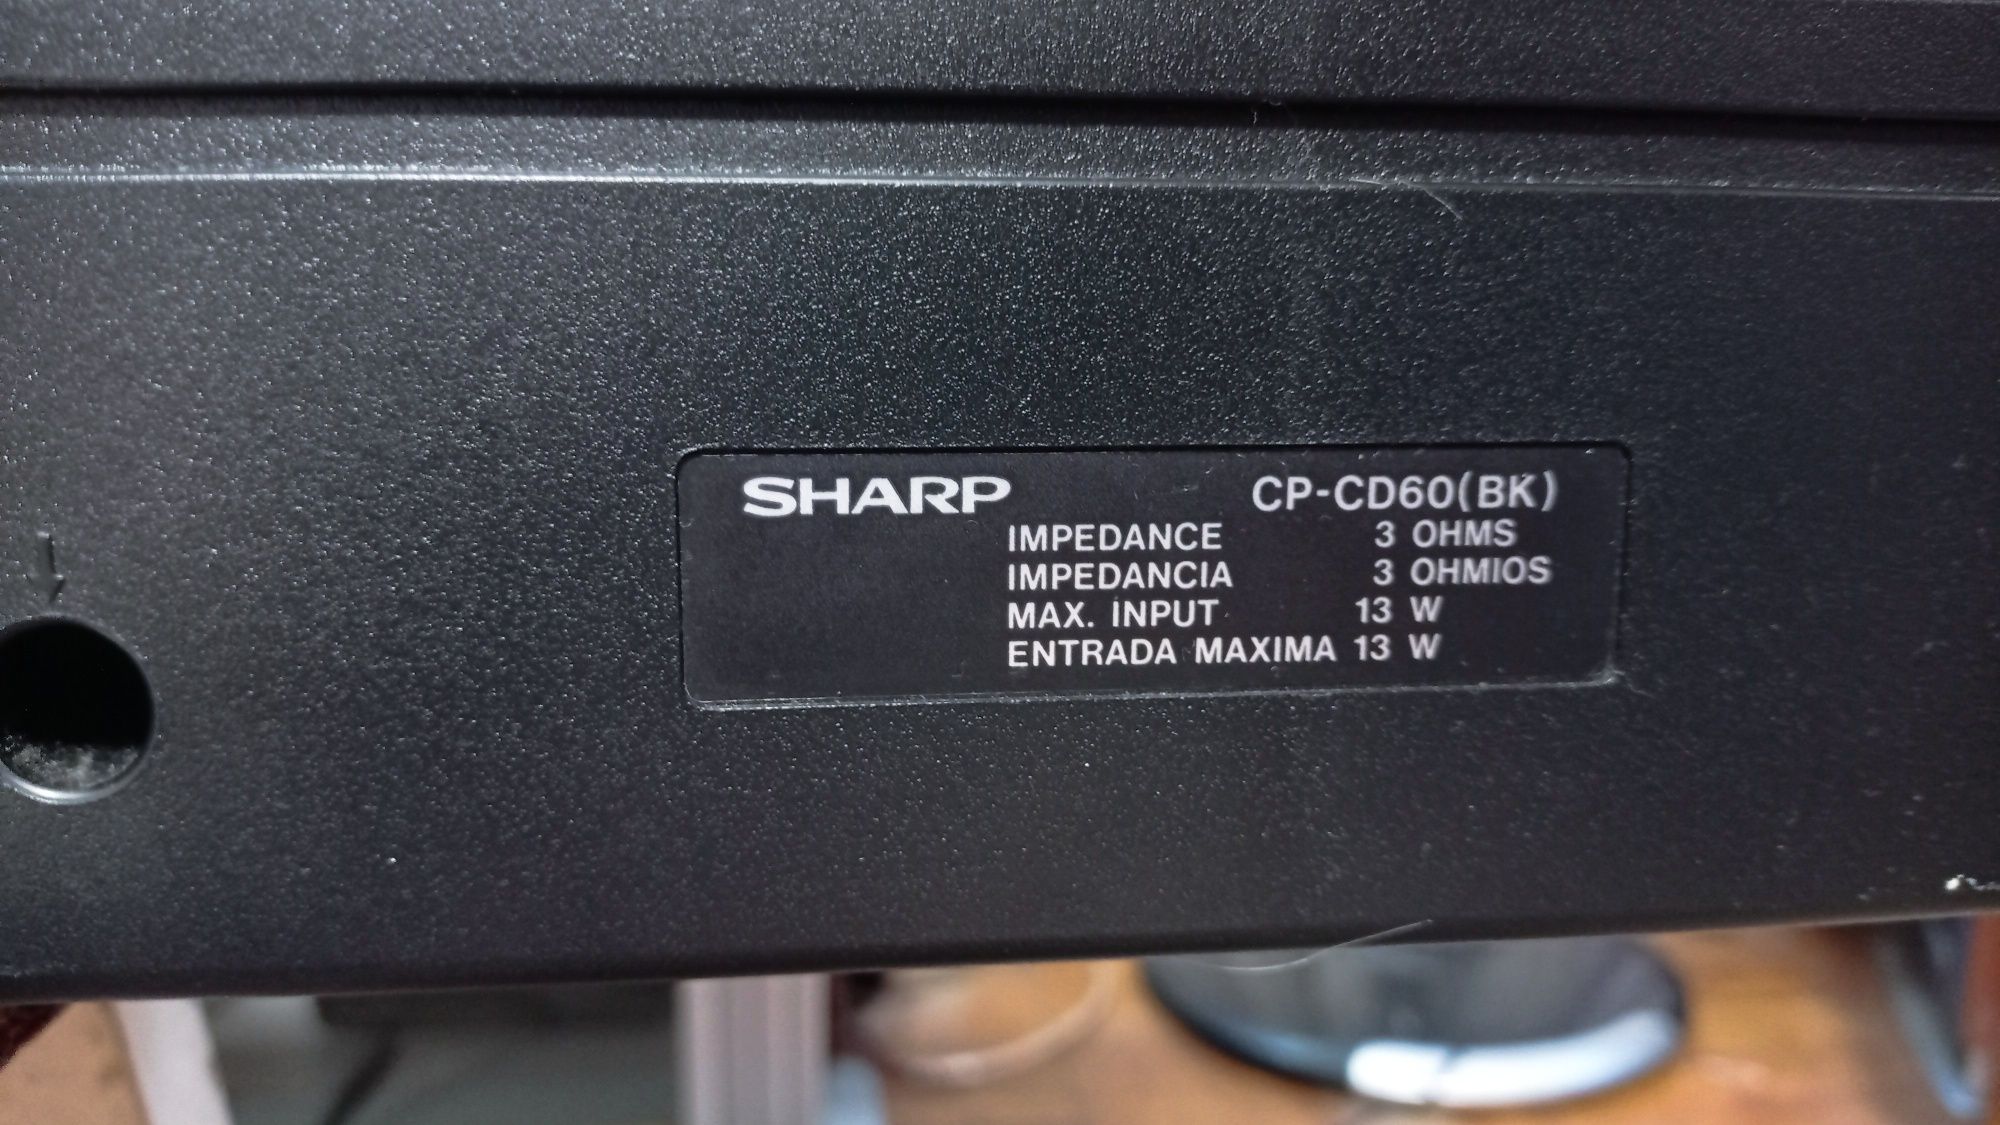 SHARP CP-CD60(BK)
IMPEDANCE 3 OHMS
IMPEDANCIA 3 OHMIOS
MAX. INPUT 13 W
ENTRADA MAXIMA 13 W